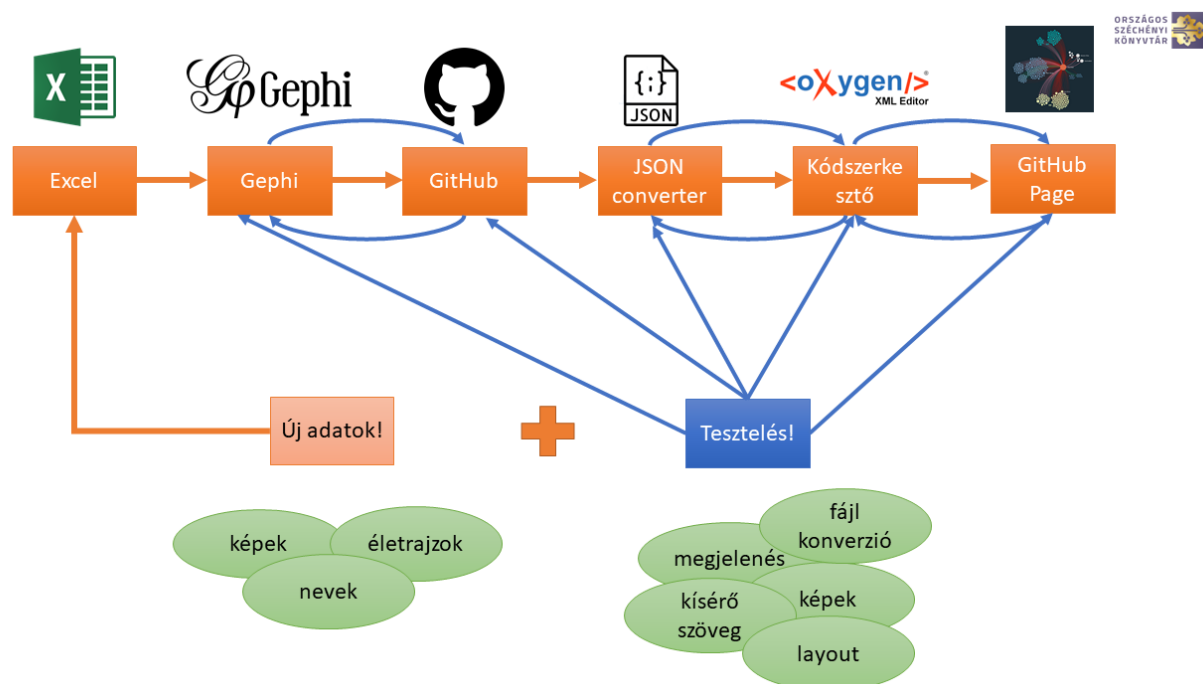 ORSZÁGOS
SZÉCHÉNYI
KÖNYVTÁR
X
Gφ Gephi
{;}
JSON
<oXygen/>®
XML Editor
Excel
Gephi
GitHub
JSON
converter
Kódszerke
sztő
GitHub
Page
Új adatok!
Tesztelés!
képek
életrajzok
nevek
fájl
konverzió
megjelenés
kísérő
szöveg
képek
layout